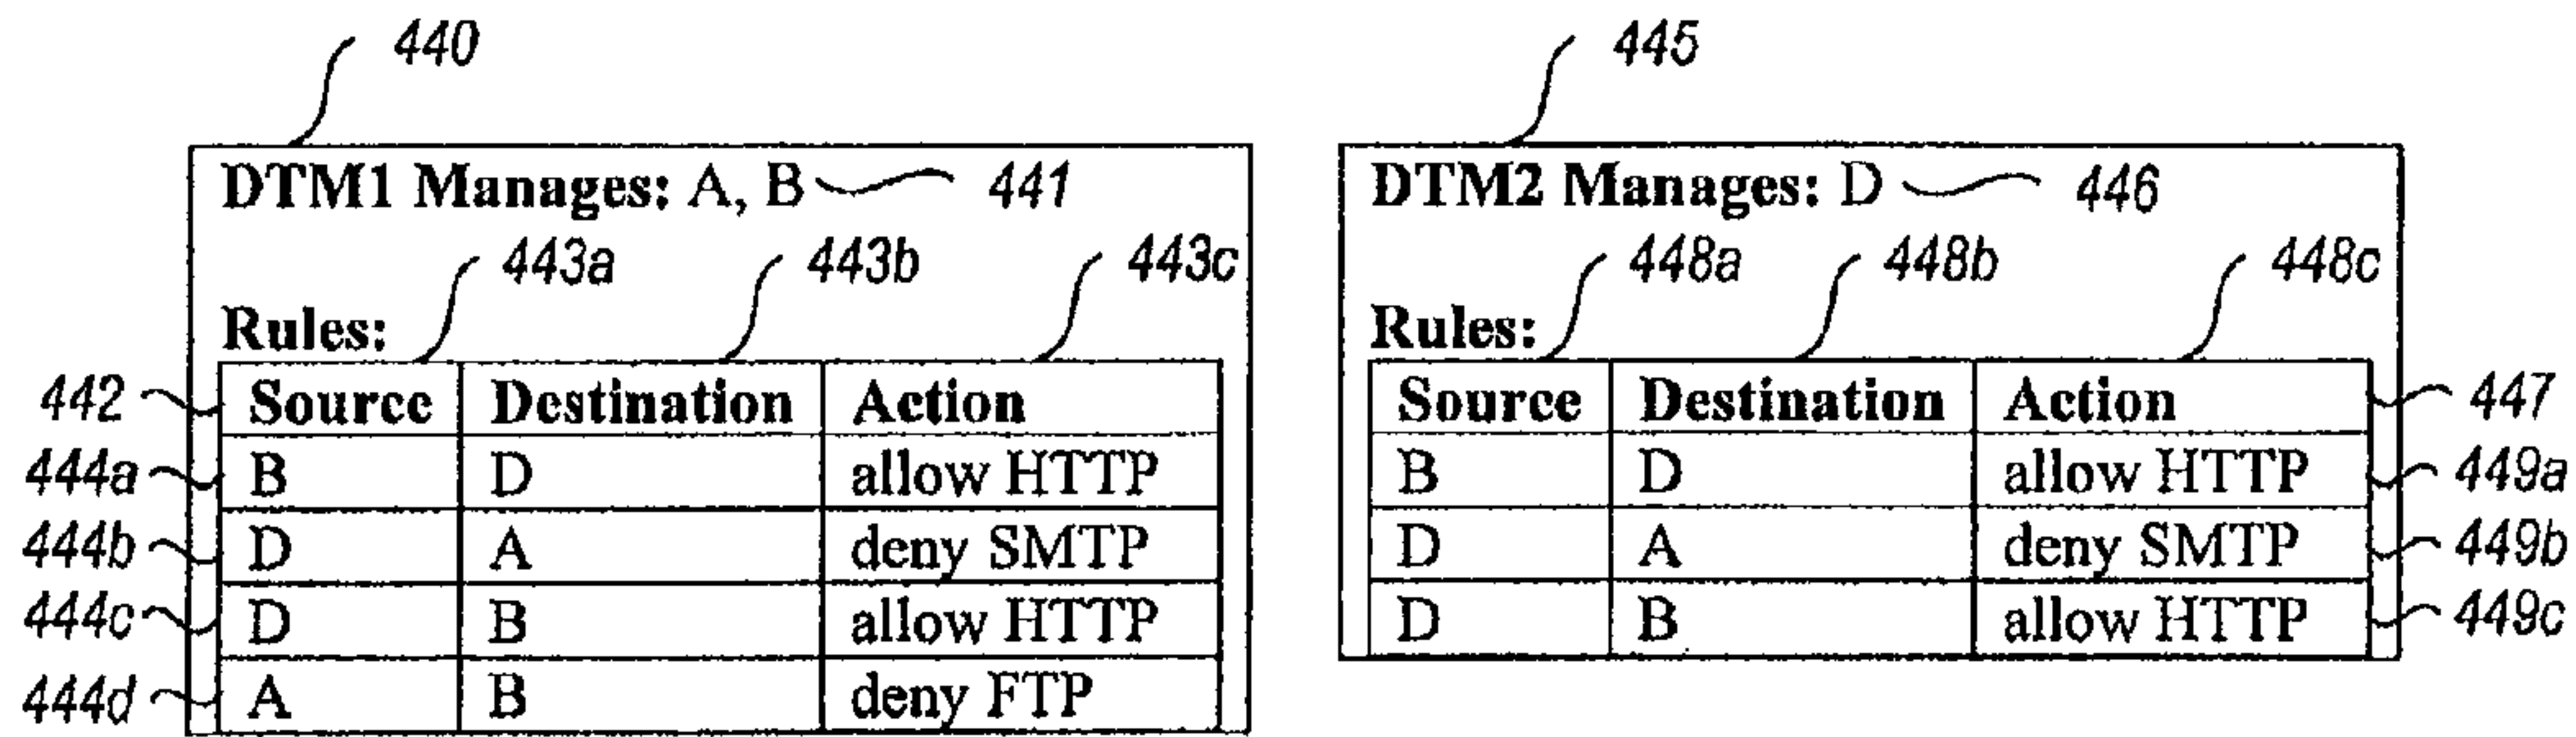 440 445
DTM1 Manages: A, B 441 DTM2 Manages: D 446
443a 443b 443c 448a 448b 448c
Rules: Rules:
442 Source Destination Action Source Destination Action 447
444a B D allow HTTP B D allow HTTP 449a
444b D A deny SMTP D A deny SMTP 449b
444c D B allow HTTP D B allow HTTP 449c
444d A B deny FTP